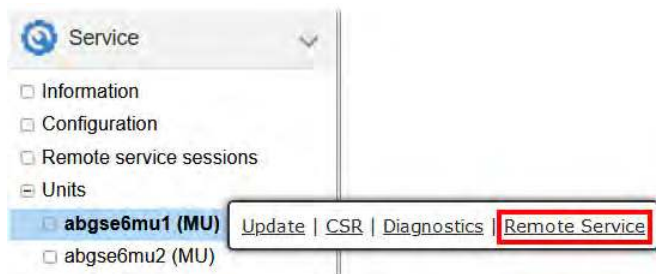 Service
Information
Configuration
Remote service sessions
Units
abgse6mu1 (MU)
Update | CSR | Diagnostics | Remote Service
abgse6mu2 (MU)